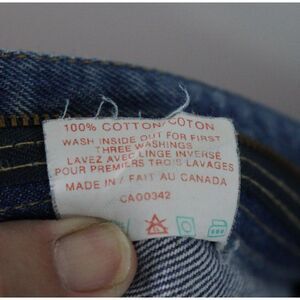 100% COTTON/COTON
WASH INSIDE OUT FOR FIRST
THREE WASHINGS
LAVEZ AVEC LINGE INVERSÉ
POUR PREMIERS TROIS LAVAGES
MADE IN / FAIT AU CANADA
CA00342